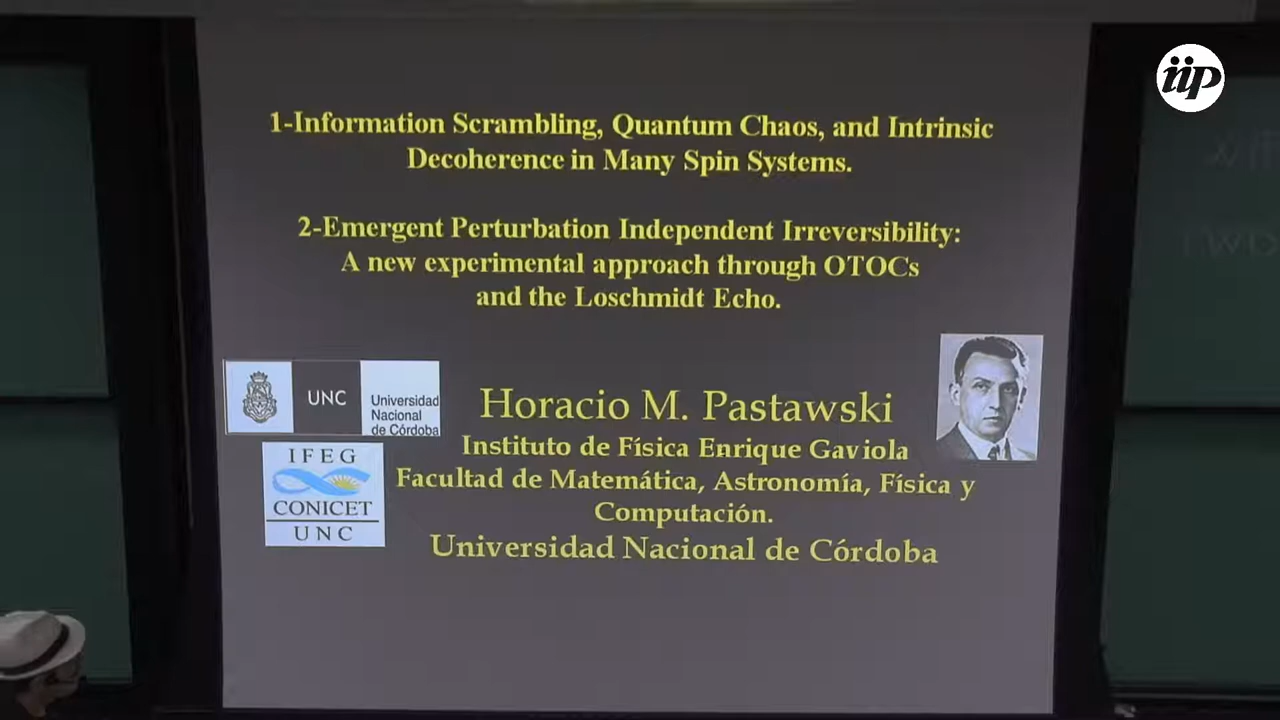 iip
1-Information Scrambling, Quantum Chaos, and Intrinsic
Decoherence in Many Spin Systems.
2-Emergent Perturbation Independent Irreversibility:
A new experimental approach through OTOCs
and the Loschmidt Echo.
UNC
Universidad
Nacional
de Córdoba
Horacio M. Pastawski
Instituto de Física Enrique Gaviola
Facultad de Matemática, Astronomía, Física y
Computación.
Universidad Nacional de Córdoba
IFEG
CONICET
UNC